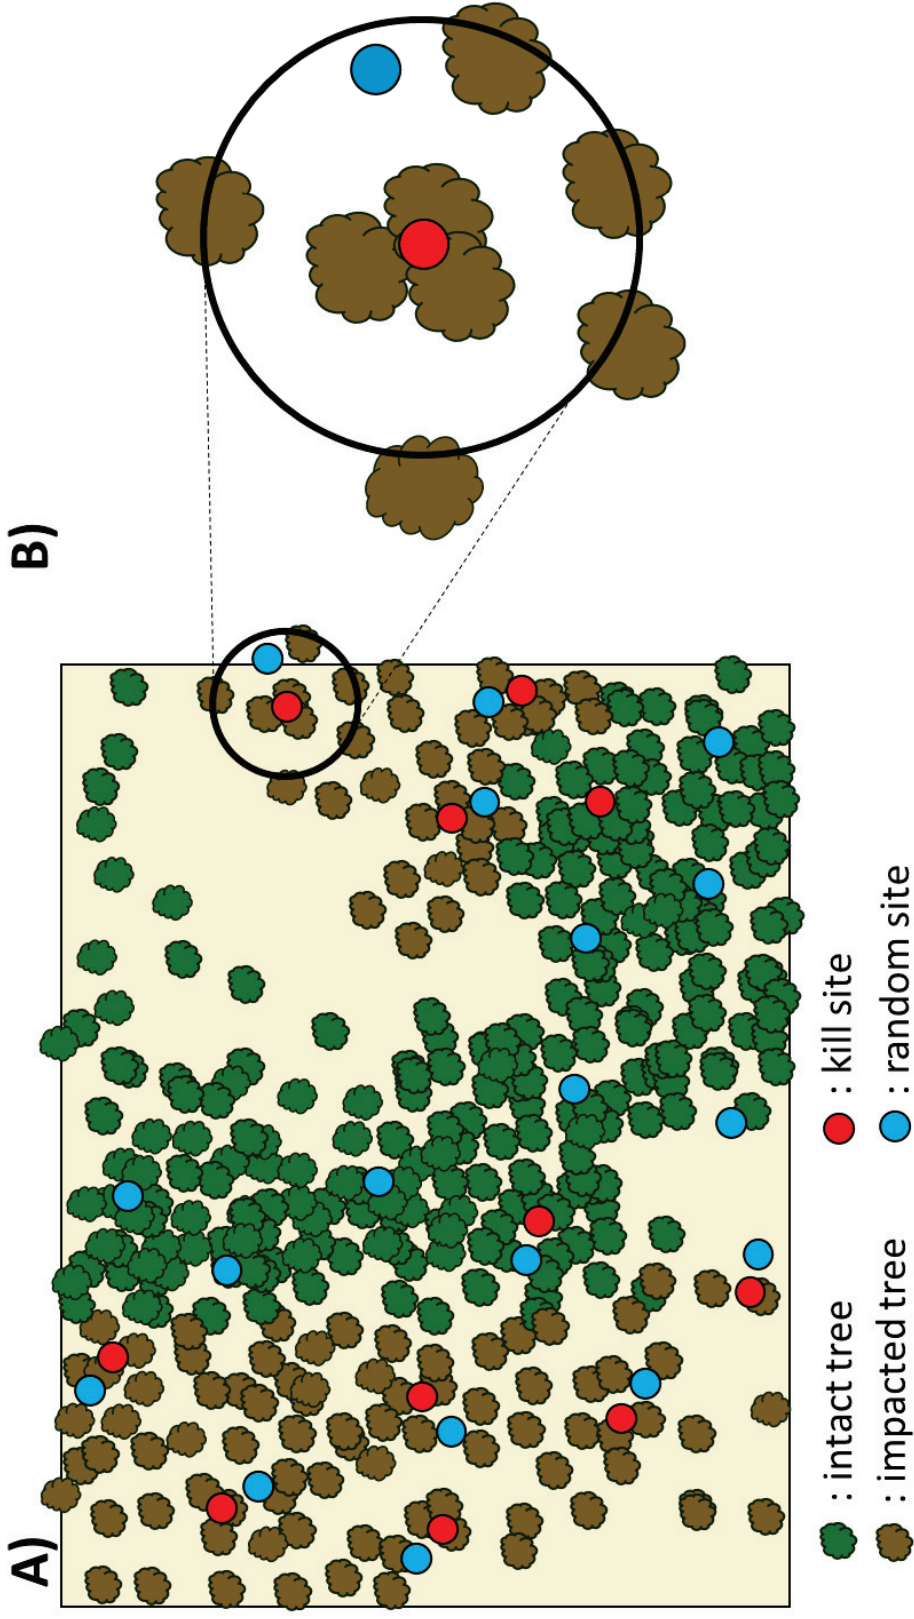 A)
B)
: intact tree
: kill site
: impacted tree
: random site